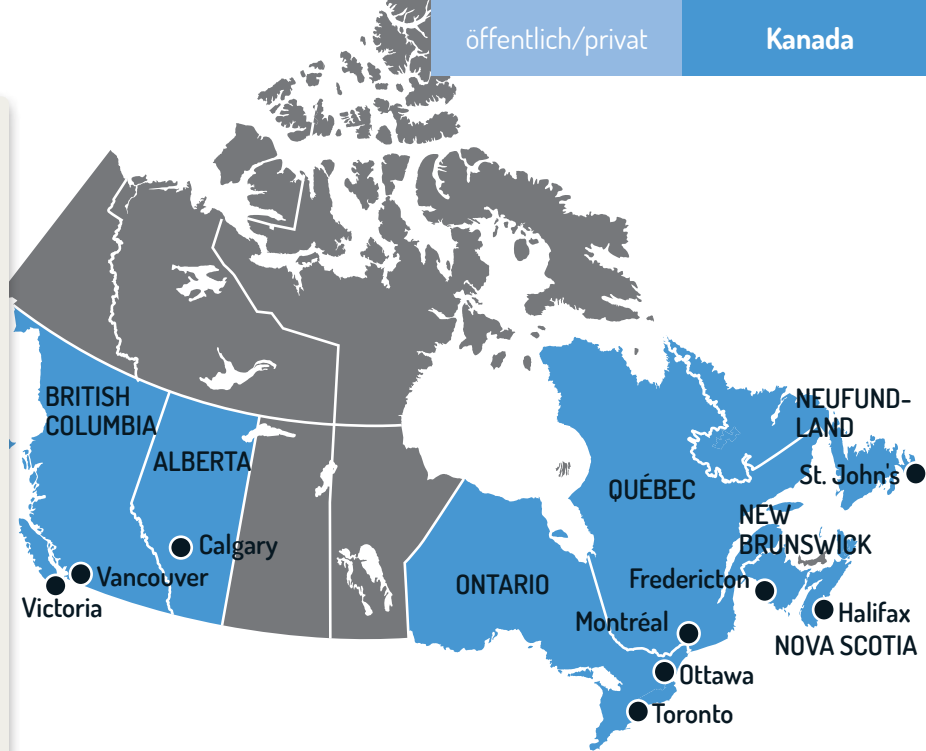 öffentlich/privat
Kanada
BRITISH
COLUMBIA
ALBERTA
NEUFUND-
LAND
St. John's
QUÉBEC
NEW
BRUNSWICK
Calgary
Vancouver
Victoria
ONTARIO
Fredericton
Halifax
Montréal
NOVA SCOTIA
Ottawa
Toronto